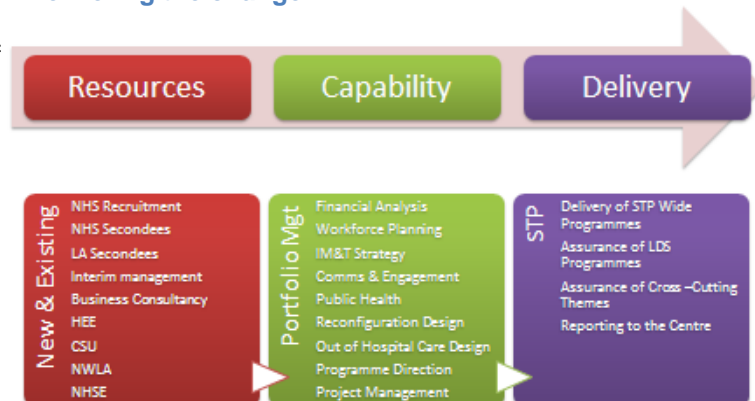 Resources
Capability
Delivery
New & Existing
NHS Recruitment
NHS Secondees
LA Secondees
Interim management
Business Consultancy
HEE
CSU
NWLA
NHSE
Portfolio Mgt
Financial Analysis
Workforce Planning
IM&T Strategy
Comms & Engagement
Public Health
Reconfiguration Design
Out of Hospital Care Design
Programme Direction
Project Management
STP
Delivery of STP Wide
Programmes
Assurance of LDS
Programmes
Assurance of Cross –Cutting
Themes
Reporting to the Centre